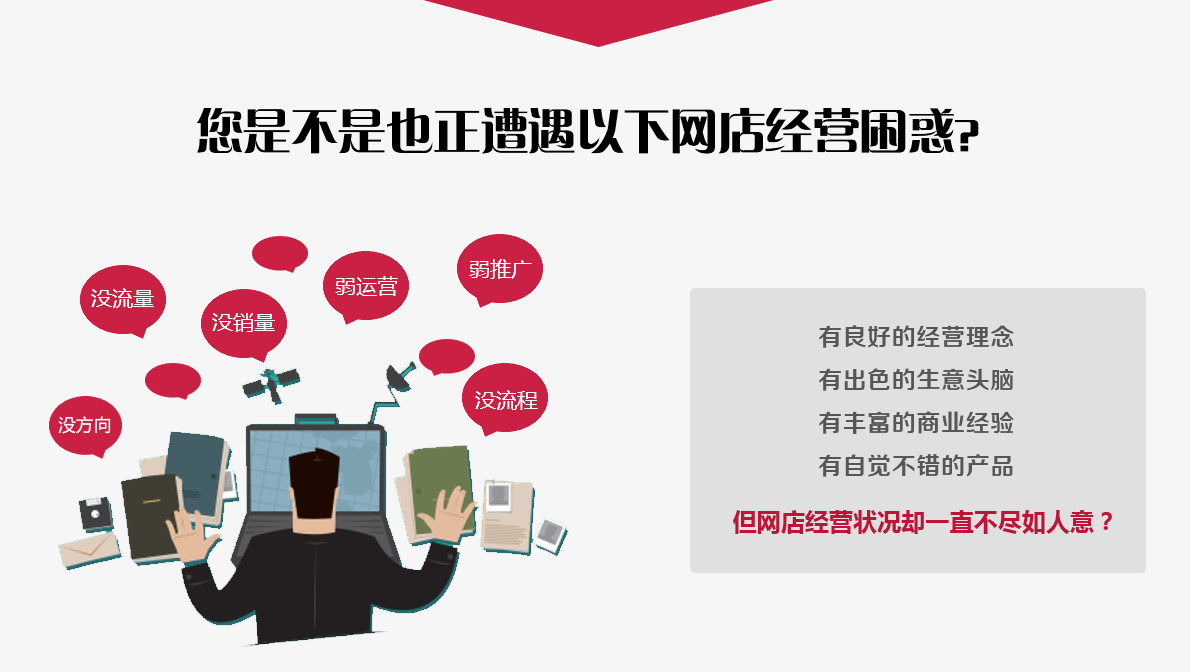 您是不是也正遭遇以下网店经营困惑?
没流量
没销量
弱运营
弱推广
没方向
没流程
有良好的经营理念
有出色的生意头脑
有丰富的商业经验
有自觉不错的产品
但网店经营状况却一直不尽如人意？